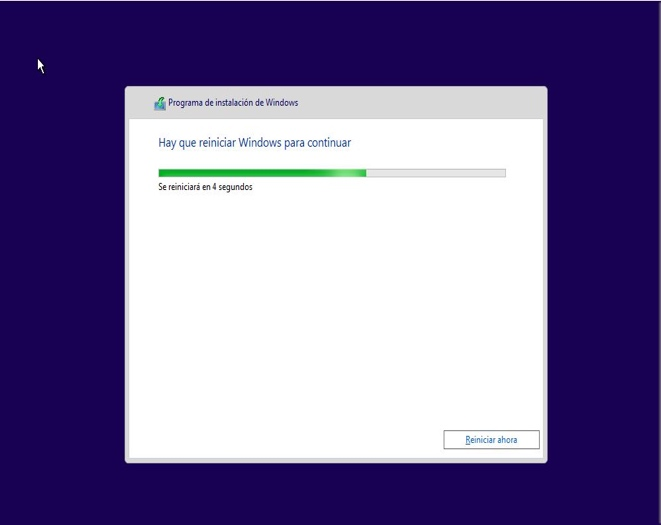 Programa de instalación de Windows
Hay que reiniciar Windows para continuar
Se reiniciará en 4 segundos
Reiniciar ahora